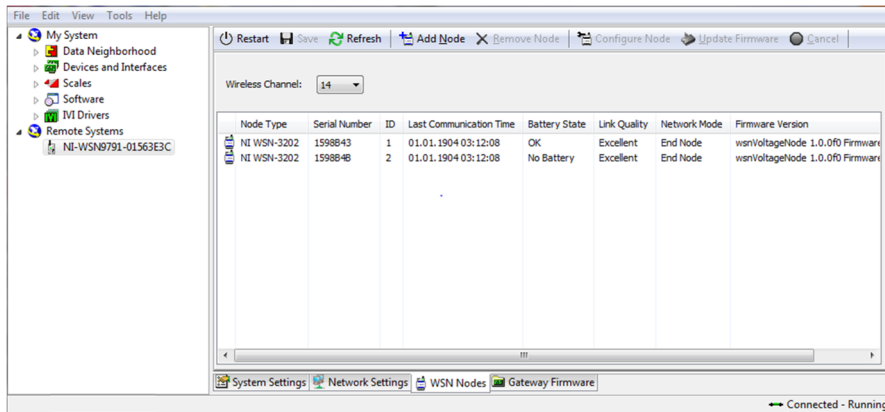 File Edit View Tools Help
My System
Data Neighborhood
Devices and Interfaces
Scales
Software
IVI Drivers
Remote Systems
NI-WSN9791-01563E3C
Restart Save Refresh Add Node Remove Node Configure Node Update Firmware Cancel
Wireless Channel: 14
Node Type Serial Number ID Last Communication Time Battery State Link Quality Network Mode Firmware Version
NI WSN-3202 1598B43 1 01.01.1904 03:12:08 OK Excellent End Node wsnVoltageNode 1.0.0f0 Firmware
NI WSN-3202 1598B4B 2 01.01.1904 03:12:08 No Battery Excellent End Node wsnVoltageNode 1.0.0f0 Firmware
System Settings Network Settings WSN Nodes Gateway Firmware
Connected - Running